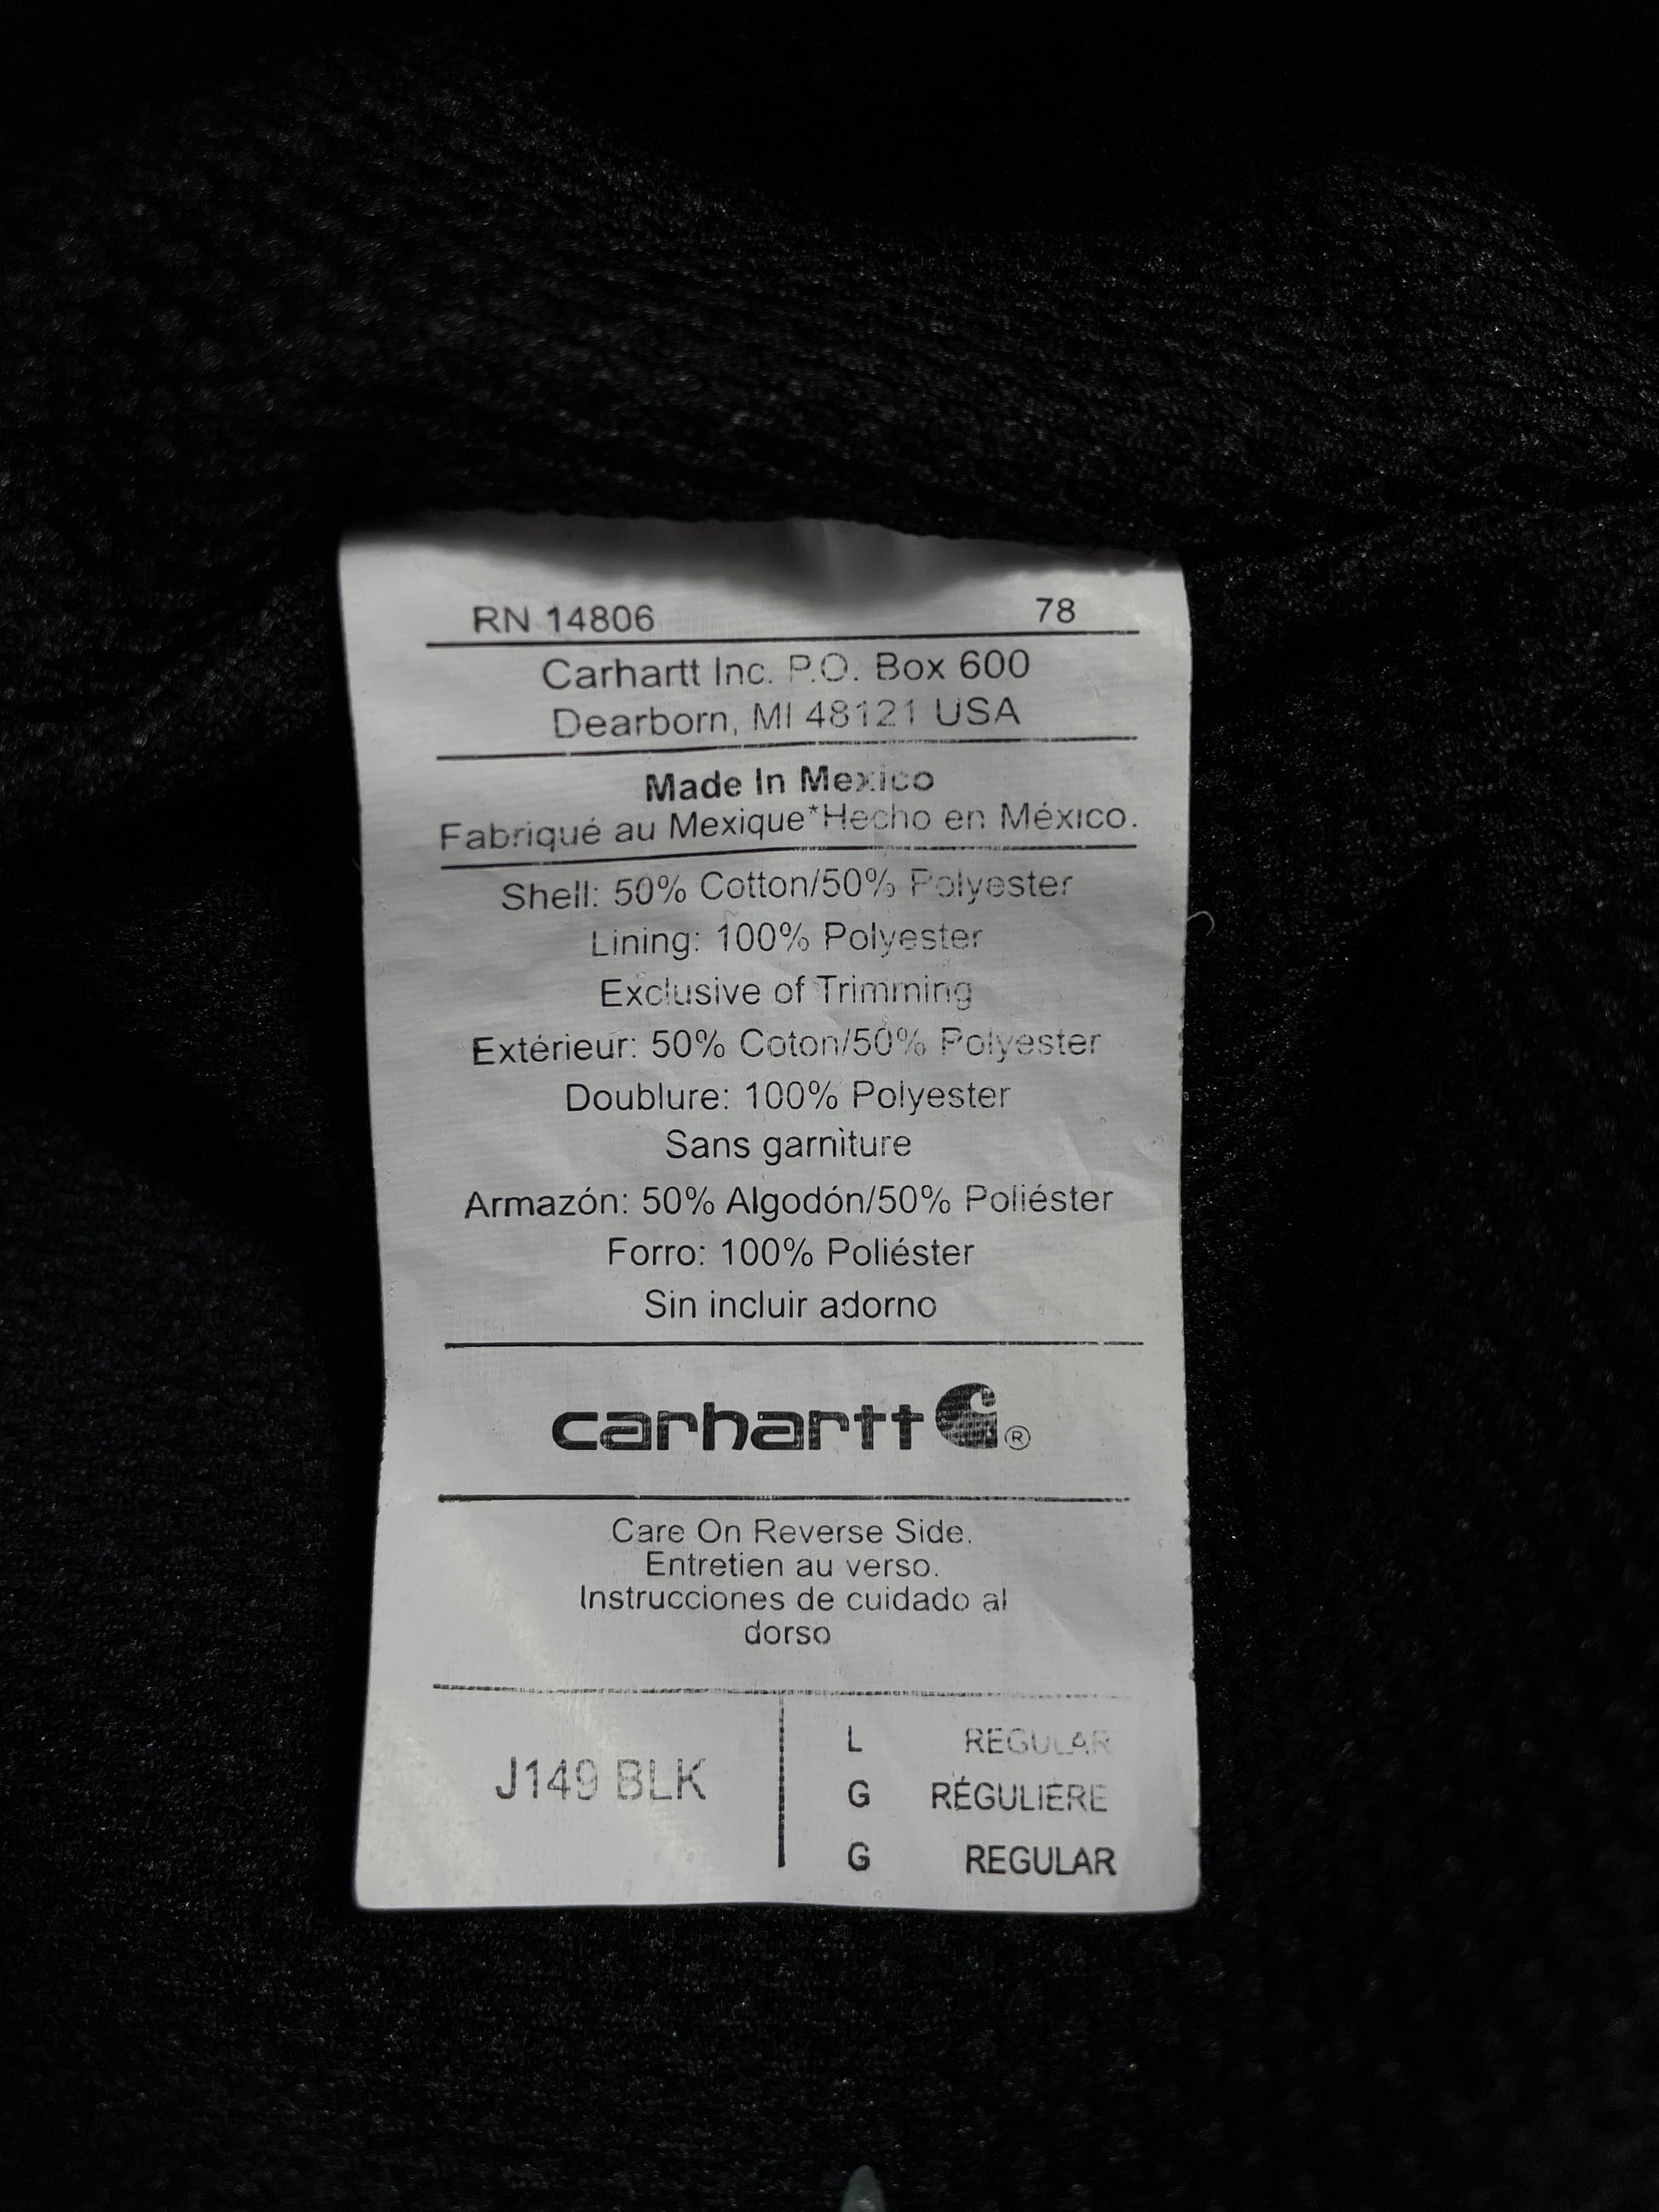 RN 14806 78
Carhartt Inc. P.O. Box 600
Dearborn, MI 48121 USA
Made In Mexico
Fabriqué au Mexique*Hecho en México.
Shell: 50% Cotton/50% Polyester
Lining: 100% Polyester
Exclusive of Trimming
Extérieur: 50% Coton/50% Polyester
Doublure: 100% Polyester
Sans garniture
Armazón: 50% Algodón/50% Poliéster
Forro: 100% Poliéster
Sin incluir adorno
carhartt ®
Care On Reverse Side.
Entretien au verso.
Instrucciones de cuidado al
dorso
J149 BLK
L REGULAR
G RÉGULIÈRE
G REGULAR